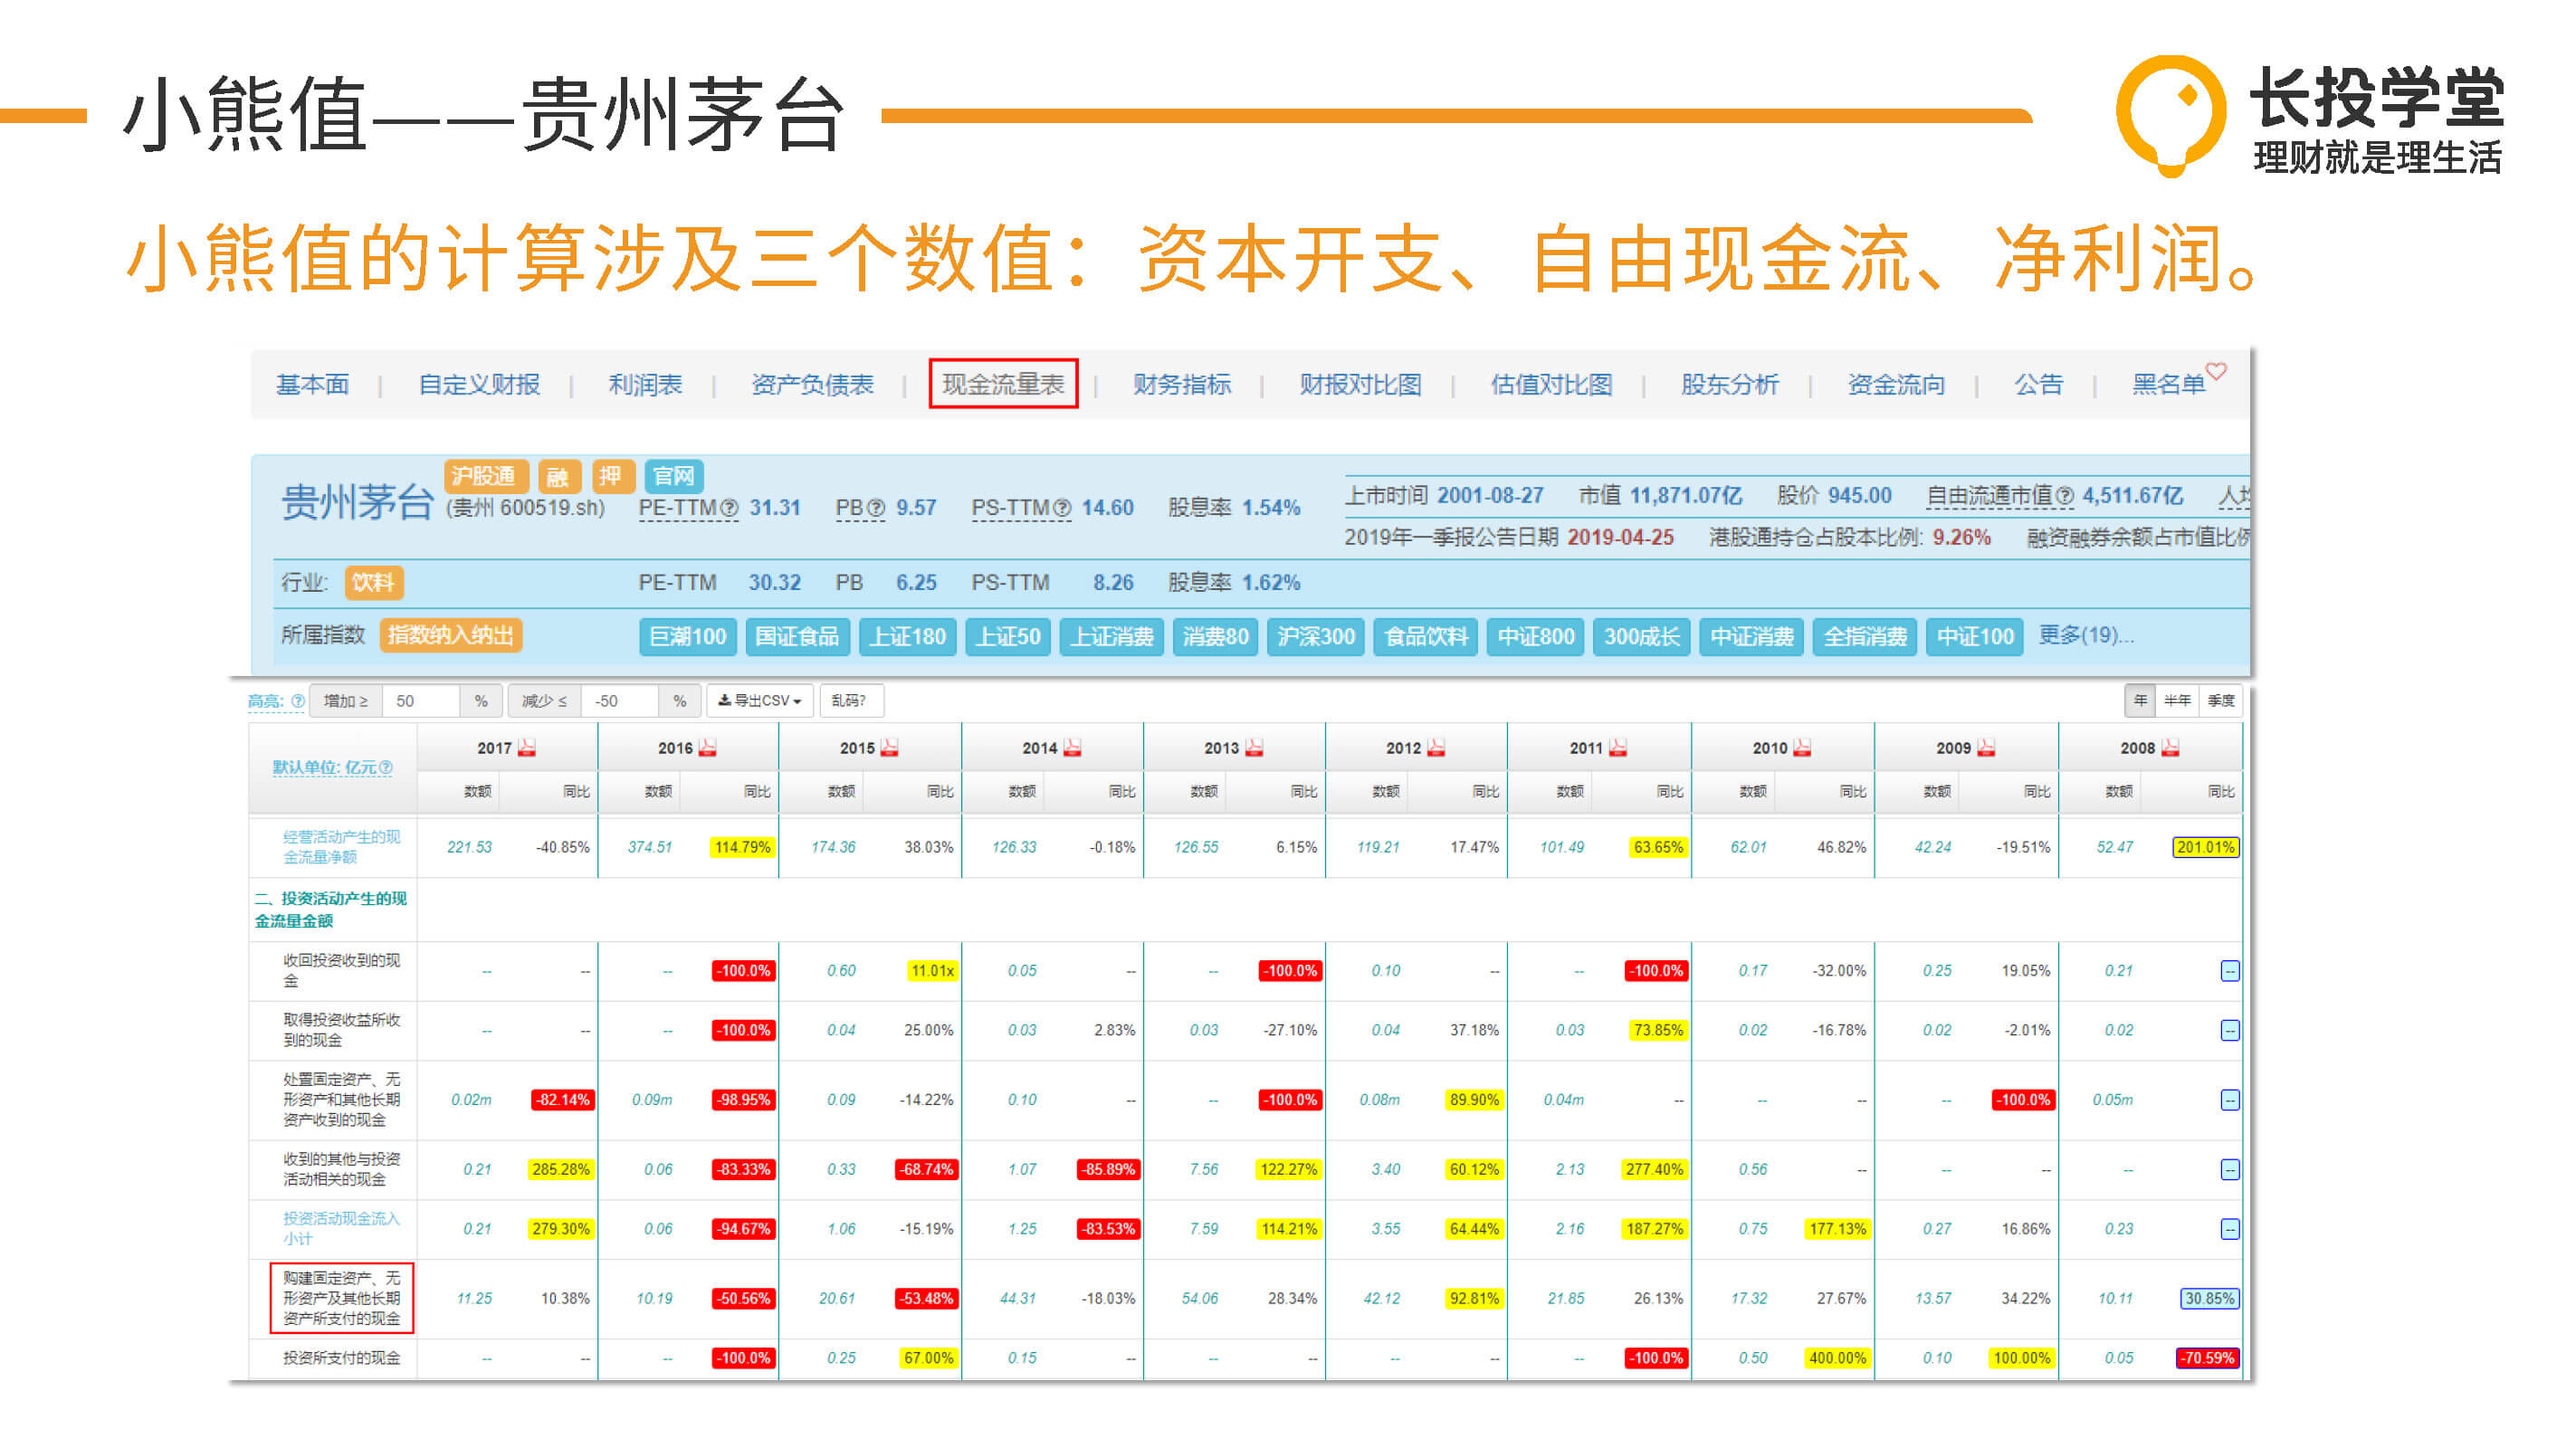 小熊值——贵州茅台
长投学堂
理财就是理生活
小熊值的计算涉及三个数值：资本开支、自由现金流、净利润。
基本面 | 自定义财报 | 利润表 | 资产负债表 | 现金流量表 | 财务指标 | 财报对比图 | 估值对比图 | 股东分析 | 资金流向 | 公告 | 黑名单
沪股通 融 押 官网
贵州茅台 (贵州 600519.sh) PE-TTM 31.31 PB 9.57 PS-TTM 14.60 股息率 1.54%
上市时间 2001-08-27 市值 11,871.07亿 股价 945.00 自由流通市值 4,511.67亿 人均
2019年一季报公告日期 2019-04-25 港股通持仓占股本比例: 9.26% 融资融券余额占市值比例
行业: 饮料 PE-TTM 30.32 PB 6.25 PS-TTM 8.26 股息率 1.62%
所属指数 指数纳入纳出 巨潮100 国证食品 上证180 上证50 上证消费 消费80 沪深300 食品饮料 中证800 300成长 中证消费 全指消费 中证100 更多(19)...
高亮: 增加 ≥ 50 % 减少 ≤ -50 % 导出CSV 乱码? 年 半年 季度
默认单位: 亿元 2017 2016 2015 2014 2013 2012 2011 2010 2009 2008
数额 同比 数额 同比 数额 同比 数额 同比 数额 同比 数额 同比 数额 同比 数额 同比 数额 同比 数额 同比
经营活动产生的现
金流量净额
221.53 -40.85% 374.51 114.79% 174.36 38.03% 126.33 -0.18% 126.55 6.15% 119.21 17.47% 101.49 63.65% 62.01 46.82% 42.24 -19.51% 52.47 201.01%
二、投资活动产生的现
金流量金额
收回投资收到的现
金
-- -- -- -100.0% 0.60 11.01x 0.05 -- -- -100.0% 0.10 -- -- -100.0% 0.17 -32.00% 0.25 19.05% 0.21 --
取得投资收益所收
到的现金
-- -- -- -100.0% 0.04 25.00% 0.03 2.83% 0.03 -27.10% 0.04 37.18% 0.03 73.85% 0.02 -16.78% 0.02 -2.01% 0.02 --
处置固定资产、无
形资产和其他长期
资产收到的现金
0.02m -82.14% 0.09m -98.95% 0.09 -14.22% 0.10 -- -- -100.0% 0.08m 89.90% 0.04m -- -- -- -- -100.0% 0.05m --
收到的其他与投资
活动相关的现金
0.21 285.28% 0.06 -83.33% 0.33 -68.74% 1.07 -85.89% 7.56 122.27% 3.40 60.12% 2.13 277.40% 0.56 -- -- -- -- --
投资活动现金流入
小计
0.21 279.30% 0.06 -94.67% 1.06 -15.19% 1.25 -83.53% 7.59 114.21% 3.55 64.44% 2.16 187.27% 0.75 177.13% 0.27 16.86% 0.23 --
购建固定资产、无
形资产及其他长期
资产所支付的现金
11.25 10.38% 10.19 -50.56% 20.61 -53.48% 44.31 -18.03% 54.06 28.34% 42.12 92.81% 21.85 26.13% 17.32 27.67% 13.57 34.22% 10.11 30.85%
投资所支付的现金 -- -- -- -100.0% 0.25 67.00% 0.15 -- -- -- -- -- -- -100.0% 0.50 400.00% 0.10 100.00% 0.05 -70.59%